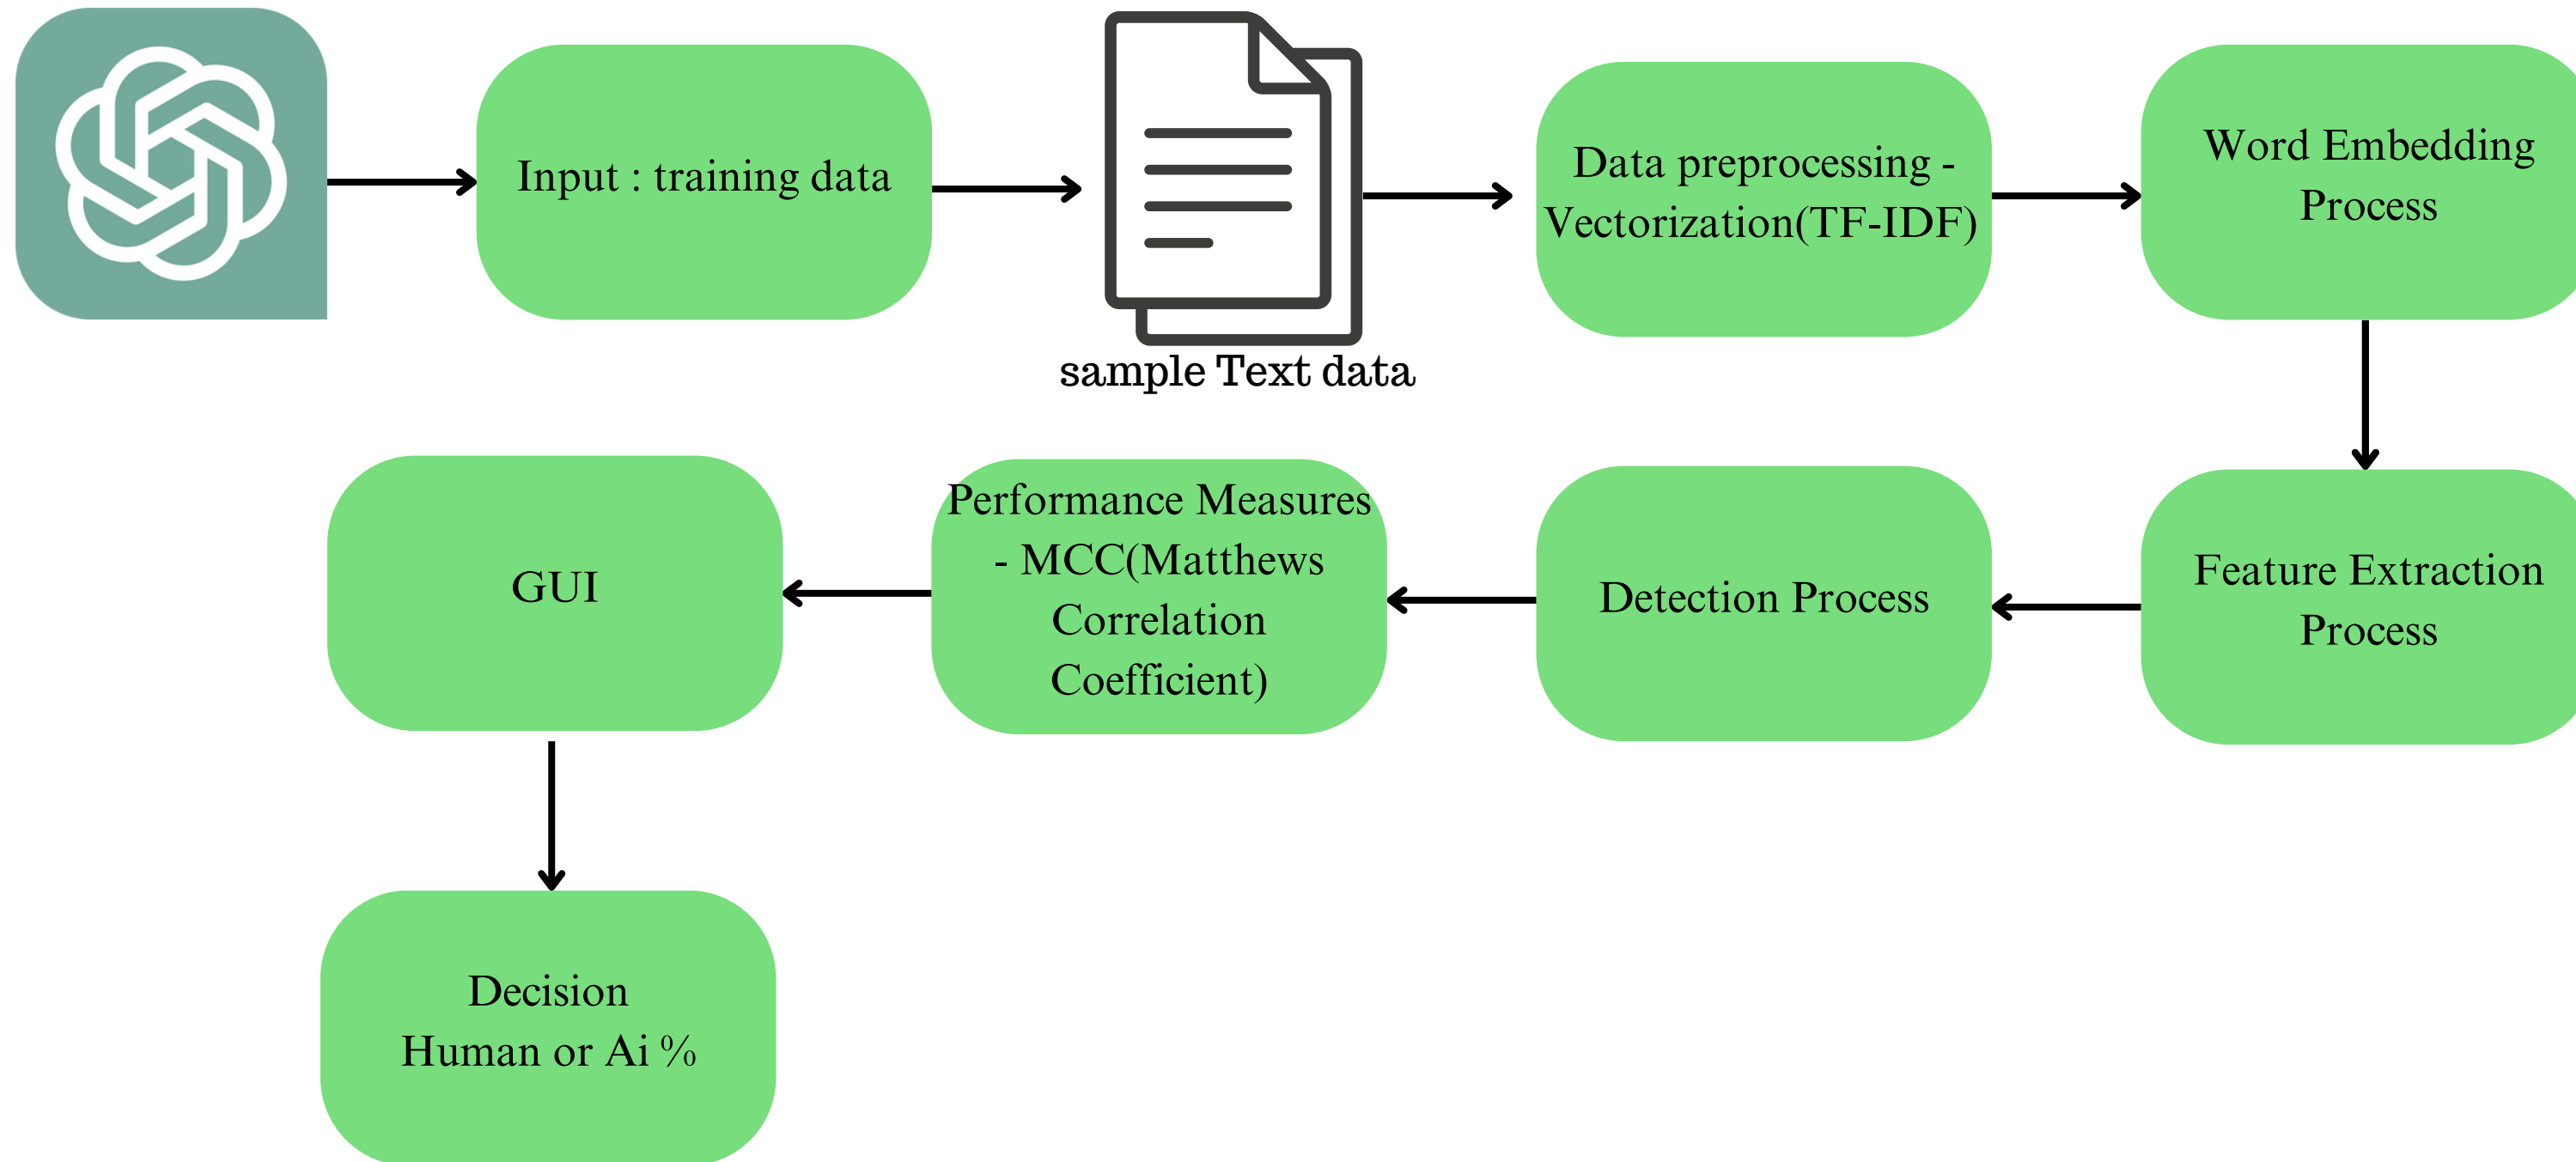 Input : training data
sample Text data
Data preprocessing -
Vectorization(TF-IDF)
Word Embedding
Process
Feature Extraction
Process
Detection Process
Performance Measures
- MCC(Matthews
Correlation
Coefficient)
GUI
Decision
Human or Ai %